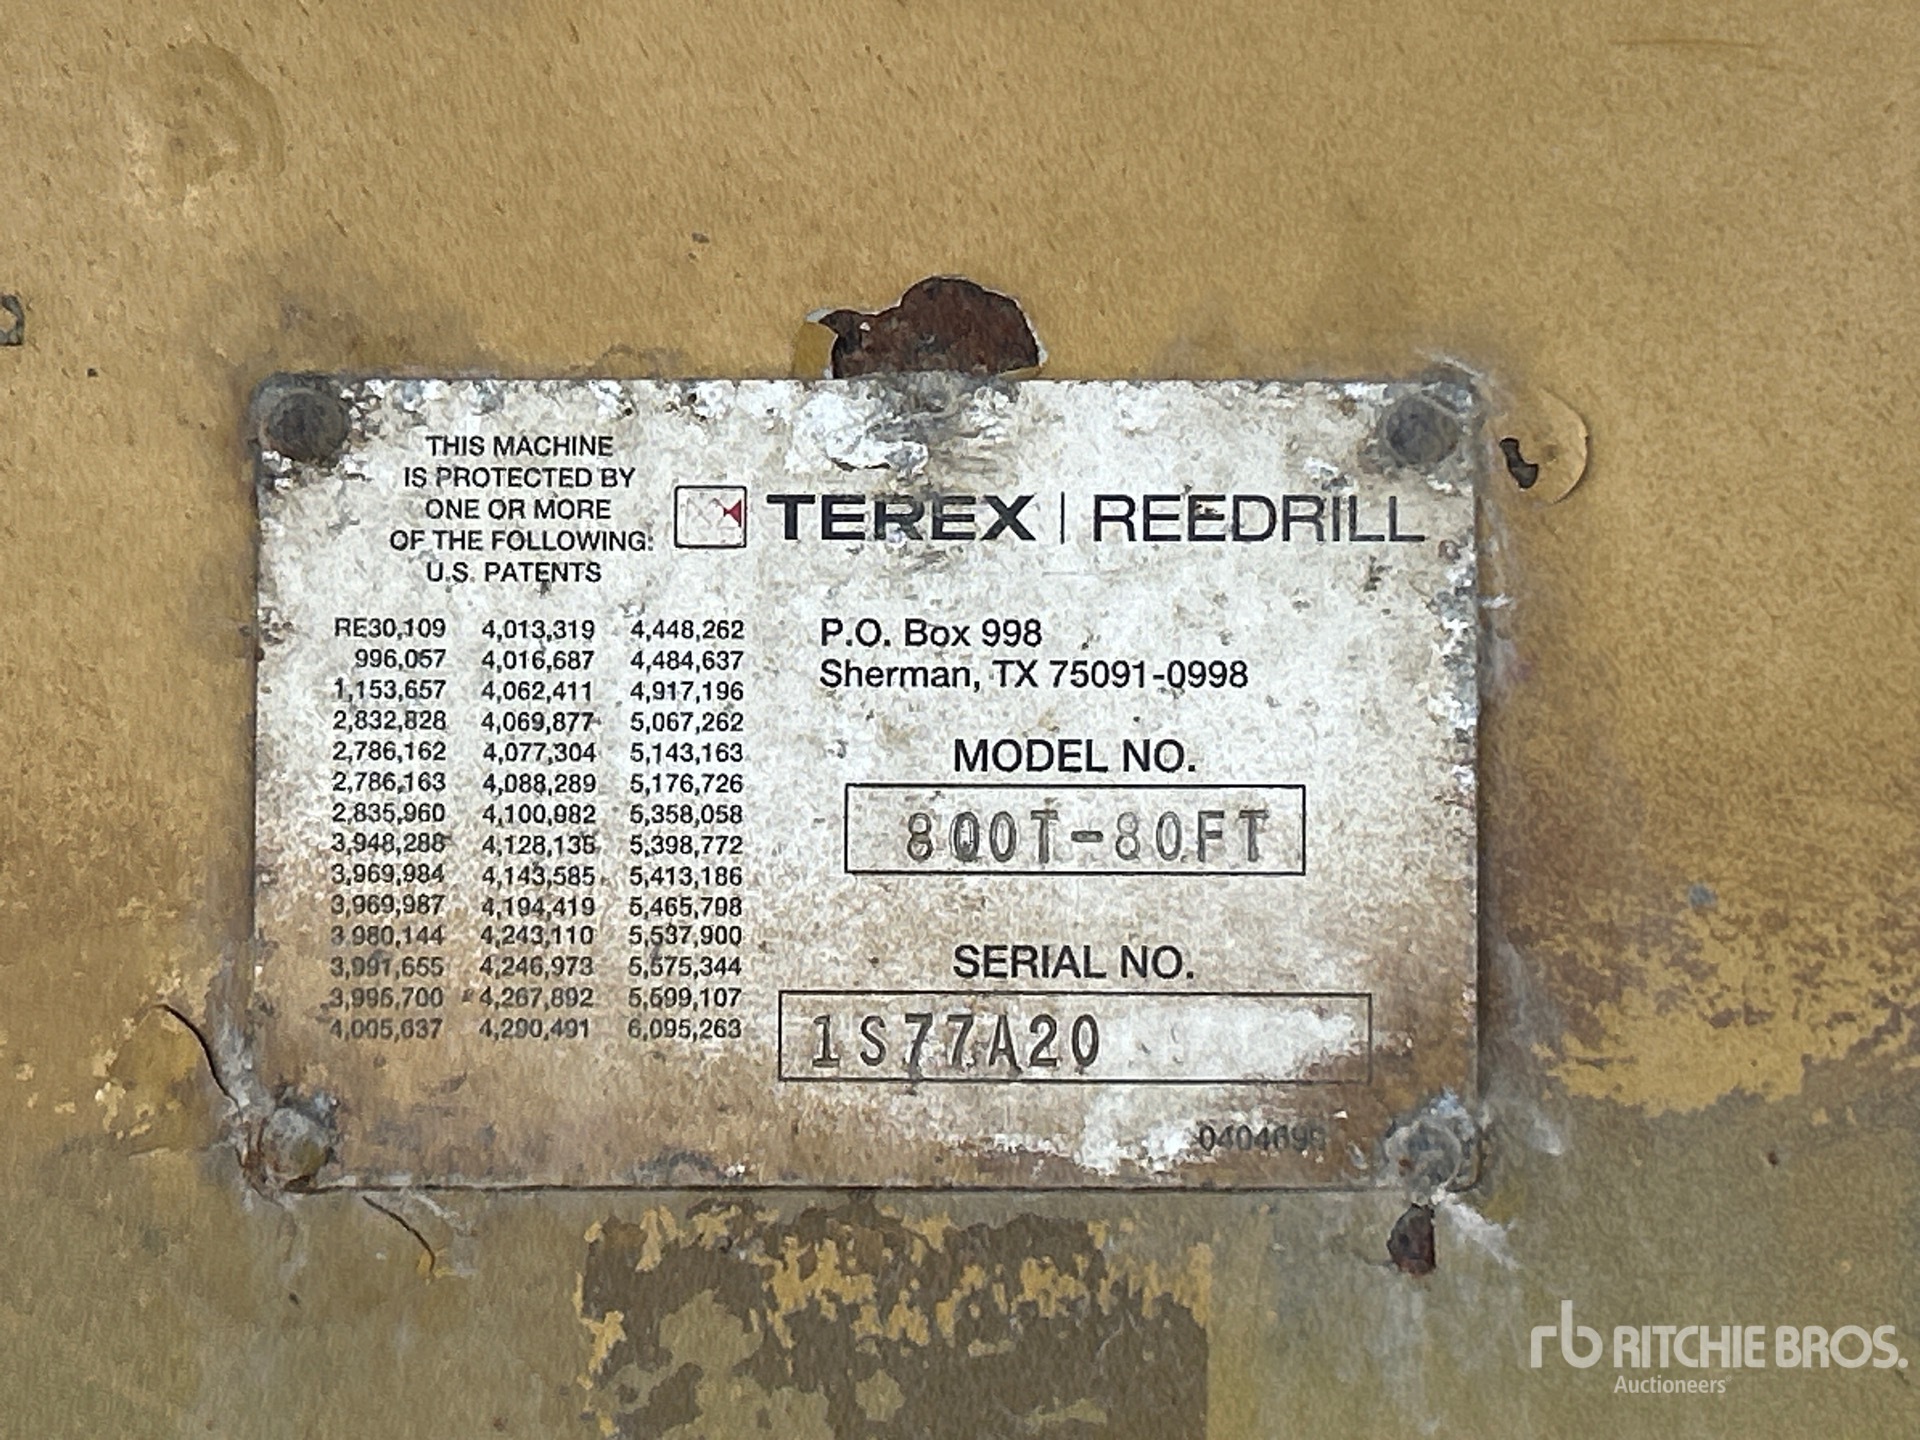 THIS MACHINE
IS PROTECTED BY
ONE OR MORE
OF THE FOLLOWING:
U.S. PATENTS
TEREX | REEDRILL
RE30,109 4,013,319 4,448,262
996,057 4,016,687 4,484,637
1,153,657 4,062,411 4,917,196
2,832,828 4,069,877 5,067,262
2,786,162 4,077,304 5,143,163
2,786,163 4,088,289 5,176,726
2,835,960 4,100,982 5,358,058
3,948,288 4,128,136 5,398,772
3,969,984 4,143,585 5,413,186
3,969,987 4,194,419 5,465,798
3,980,144 4,243,110 5,537,900
3,991,655 4,246,973 5,575,344
3,995,700 4,267,892 5,599,107
4,005,637 4,290,491 6,095,263
P.O. Box 998
Sherman, TX 75091-0998
MODEL NO.
800T-80FT
SERIAL NO.
1S77A20
rb RITCHIE BROS.
Auctioneers